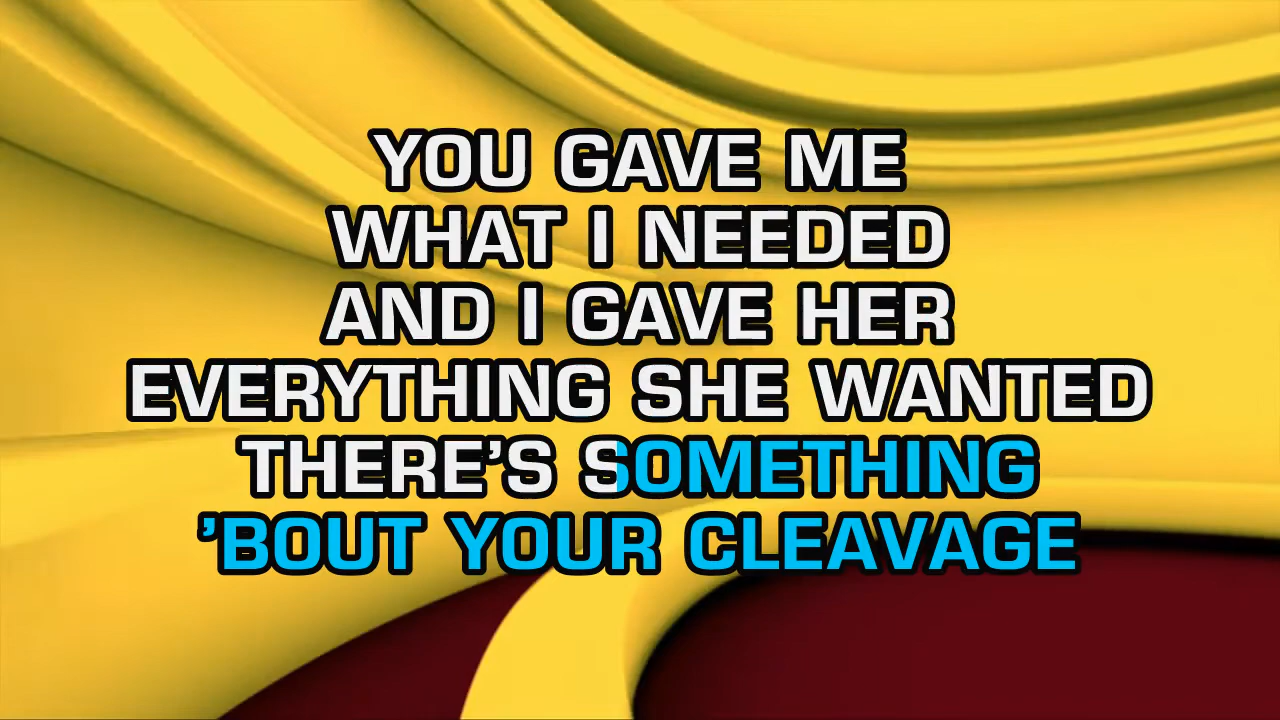 YOU GAVE ME
WHAT I NEEDED
AND I GAVE HER
EVERYTHING SHE WANTED
THERE'S SOMETHING
'BOUT YOUR CLEAVAGE